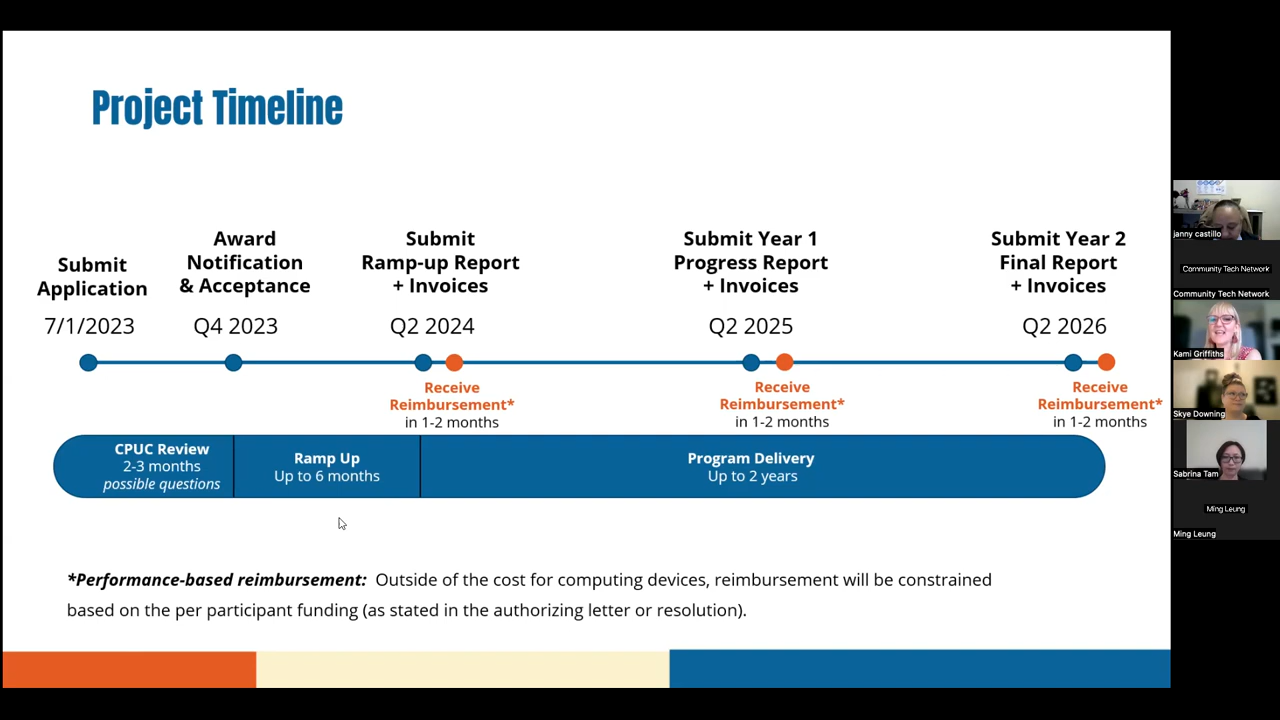 Project Timeline
Submit
Application
7/1/2023
Award
Notification
& Acceptance
Q4 2023
Submit
Ramp-up Report
+ Invoices
Q2 2024
Submit Year 1
Progress Report
+ Invoices
Q2 2025
Submit Year 2
Final Report
+ Invoices
Q2 2026
Receive
Reimbursement*
in 1-2 months
Receive
Reimbursement*
in 1-2 months
Receive
Reimbursement*
in 1-2 months
CPUC Review
2-3 months
possible questions
Ramp Up
Up to 6 months
Program Delivery
Up to 2 years
*Performance-based reimbursement: Outside of the cost for computing devices, reimbursement will be constrained
based on the per participant funding (as stated in the authorizing letter or resolution).
janny castillo
Community Tech Network
Community Tech Network
Kami Griffiths
Skye Downing
Sabrina Tam
Ming Leung
Ming Leung